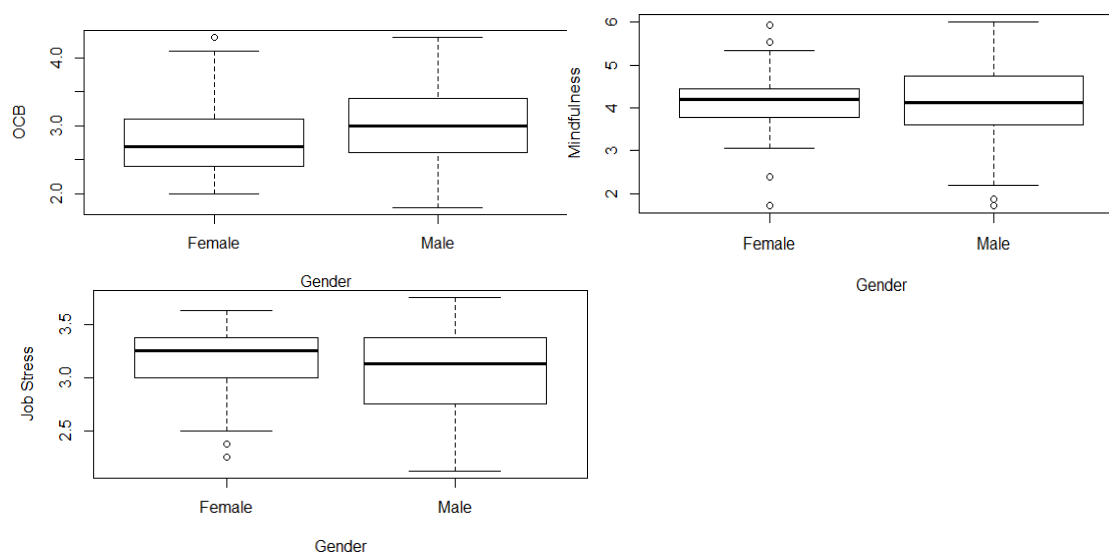 OCB
4.0
3.0
2.0
Female Male
Gender
Mindfulness
6
5
4
3
2
Female Male
Gender
Job Stress
3.5
3.0
2.5
Female Male
Gender